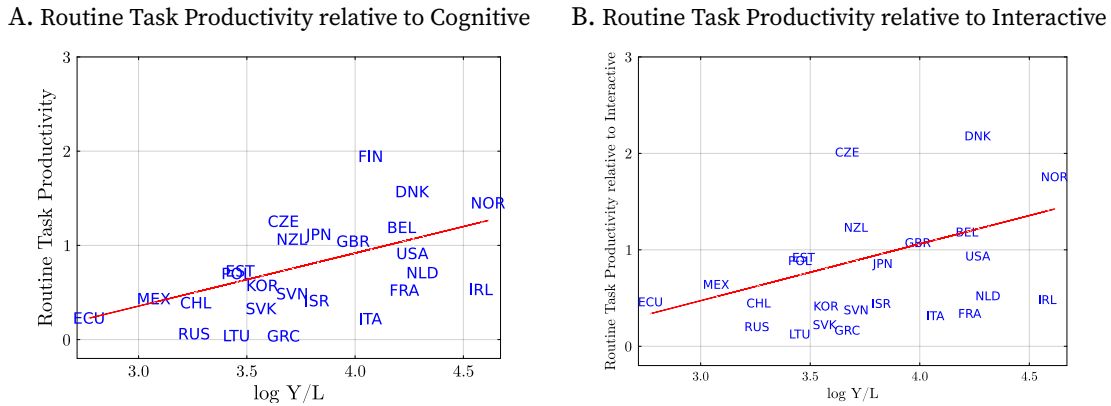 A. Routine Task Productivity relative to Cognitive
Routine Task Productivity
3
2
1
0
FIN
DNK
NOR
CZE
BEL
JPN
NZL
GBR
USA
EST
POL
NLD
KOR
IRL
FRA
SVN
MEX
ISR
CHL
SVK
ECU
ITA
RUS
LTU
GRC
3.0 3.5 4.0 4.5
log Y/L
B. Routine Task Productivity relative to Interactive
Routine Task Productivity relative to Interactive
3
2
1
0
DNK
CZE
NOR
NZL
BEL
GBR
USA
EST
POL
JPN
MEX
NLD
IRL
ECU
CHL
ISR
KOR
SVN
FRA
ITA
SVK
RUS
GRC
LTU
3.0 3.5 4.0 4.5
log Y/L